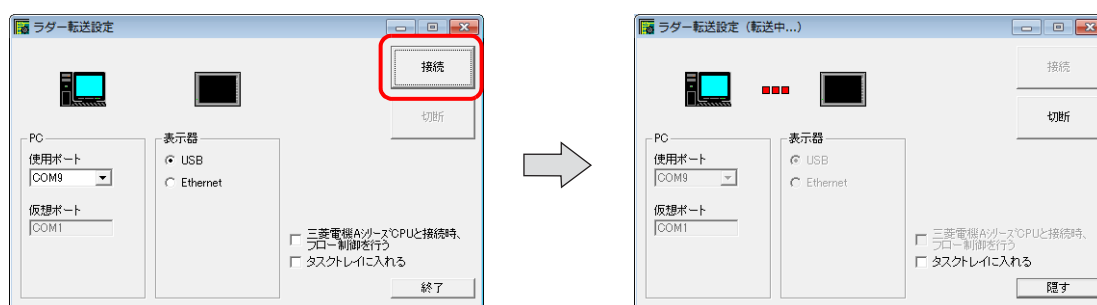 ラダー転送設定
接続
切断
PC
使用ポート
COM9
仮想ポート
COM1
表示器
USB
Ethernet
三菱電機AシリーズCPUと接続時、
フロー制御を行う
タスクトレイに入れる
終了
ラダー転送設定（転送中...）
接続
切断
PC
使用ポート
COM9
仮想ポート
COM1
表示器
USB
Ethernet
三菱電機AシリーズCPUと接続時、
フロー制御を行う
タスクトレイに入れる
隠す